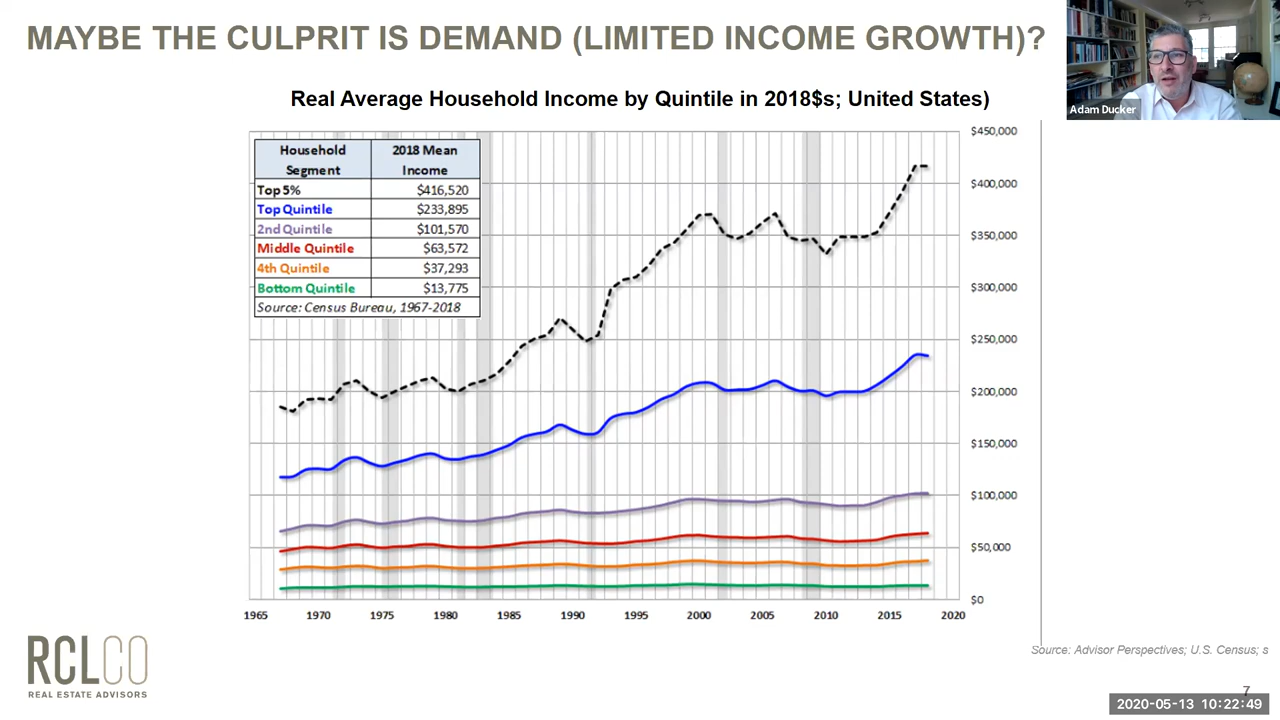 MAYBE THE CULPRIT IS DEMAND (LIMITED INCOME GROWTH)?
Adam Ducker
Real Average Household Income by Quintile in 2018$s; United States)
Household Segment 2018 Mean Income
Top 5% $416,520
Top Quintile $233,895
2nd Quintile $101,570
Middle Quintile $63,572
4th Quintile $37,293
Bottom Quintile $13,775
Source: Census Bureau, 1967-2018
$450,000
$400,000
$350,000
$300,000
$250,000
$200,000
$150,000
$100,000
$50,000
$0
1965 1970 1975 1980 1985 1990 1995 2000 2005 2010 2015 2020
RCLCO
REAL ESTATE ADVISORS
Source: Advisor Perspectives; U.S. Census; s
7
2020-05-13 10:22:49